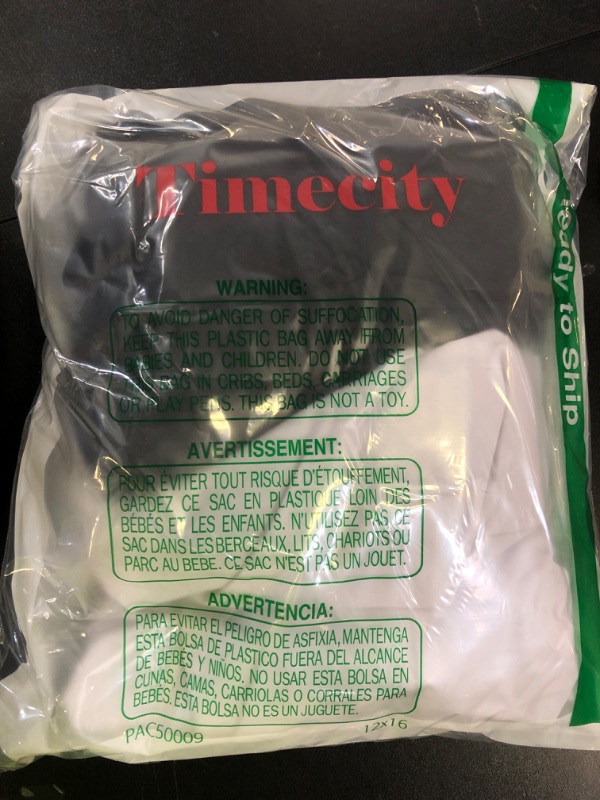 Timecity
WARNING:
TO AVOID DANGER OF SUFFOCATION,
KEEP THIS PLASTIC BAG AWAY FROM
BABIES AND CHILDREN. DO NOT USE
THIS BAG IN CRIBS, BEDS, CARRIAGES
OR PLAY PENS. THIS BAG IS NOT A TOY.
AVERTISSEMENT:
POUR ÉVITER TOUT RISQUE D'ÉTOUFFEMENT,
GARDEZ CE SAC EN PLASTIQUE LOIN DES
BÉBÉS ET LES ENFANTS. N'UTILISEZ PAS CE
SAC DANS LES BERCEAUX, LITS, CHARIOTS OU
PARC AU BEBE. CE SAC N'EST PAS UN JOUET.
ADVERTENCIA:
PARA EVITAR EL PELIGRO DE ASFIXIA, MANTENGA
ESTA BOLSA DE PLASTICO FUERA DEL ALCANCE
DE BEBÉS Y NIÑOS. NO USAR ESTA BOLSA EN
CUNAS, CAMAS, CARRIOLAS O CORRALES PARA
BEBÉS. ESTA BOLSA NO ES UN JUGUETE.
PAC50009
12x16
to Ship